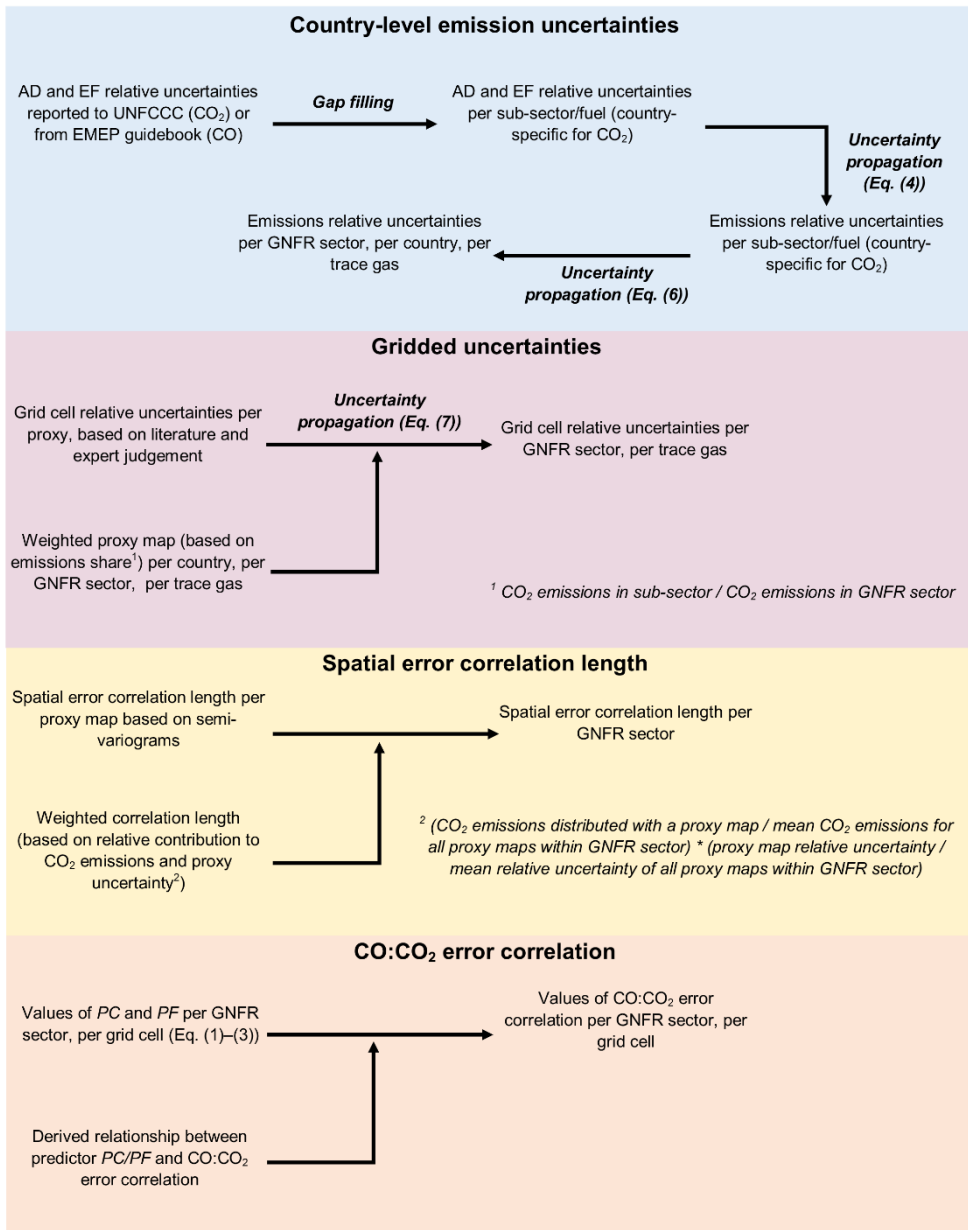 Country-level emission uncertainties
AD and EF relative uncertainties
reported to UNFCCC (CO₂) or
from EMEP guidebook (CO)
Gap filling
AD and EF relative uncertainties
per sub-sector/fuel (country-
specific for CO₂)
Uncertainty
propagation
(Eq. (4))
Emissions relative uncertainties
per sub-sector/fuel (country-
specific for CO₂)
Uncertainty
propagation (Eq. (6))
Emissions relative uncertainties
per GNFR sector, per country, per
trace gas
Gridded uncertainties
Grid cell relative uncertainties per
proxy, based on literature and
expert judgement
Uncertainty
propagation (Eq. (7))
Grid cell relative uncertainties per
GNFR sector, per trace gas
Weighted proxy map (based on
emissions share¹) per country, per
GNFR sector, per trace gas
¹ CO₂ emissions in sub-sector / CO₂ emissions in GNFR sector
Spatial error correlation length
Spatial error correlation length per
proxy map based on semi-
variograms
Spatial error correlation length per
GNFR sector
Weighted correlation length
(based on relative contribution to
CO₂ emissions and proxy
uncertainty²)
² (CO₂ emissions distributed with a proxy map / mean CO₂ emissions for
all proxy maps within GNFR sector) * (proxy map relative uncertainty /
mean relative uncertainty of all proxy maps within GNFR sector)
CO:CO₂ error correlation
Values of PC and PF per GNFR
sector, per grid cell (Eq. (1)–(3))
Values of CO:CO₂ error
correlation per GNFR sector, per
grid cell
Derived relationship between
predictor PC/PF and CO:CO₂
error correlation